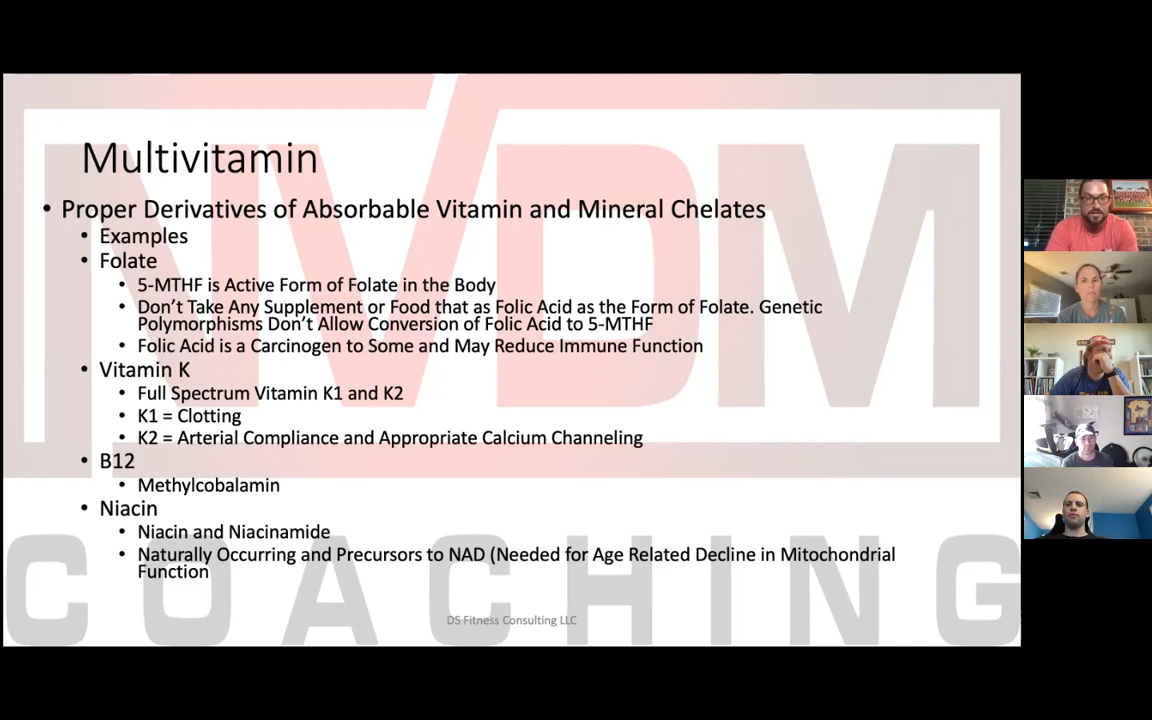 NVDM
COACHING
Multivitamin
• Proper Derivatives of Absorbable Vitamin and Mineral Chelates
• Examples
• Folate
• 5-MTHF is Active Form of Folate in the Body
• Don't Take Any Supplement or Food that as Folic Acid as the Form of Folate. Genetic
Polymorphisms Don't Allow Conversion of Folic Acid to 5-MTHF
• Folic Acid is a Carcinogen to Some and May Reduce Immune Function
• Vitamin K
• Full Spectrum Vitamin K1 and K2
• K1 = Clotting
• K2 = Arterial Compliance and Appropriate Calcium Channeling
• B12
• Methylcobalamin
• Niacin
• Niacin and Niacinamide
• Naturally Occurring and Precursors to NAD (Needed for Age Related Decline in Mitochondrial
Function
DS Fitness Consulting LLC